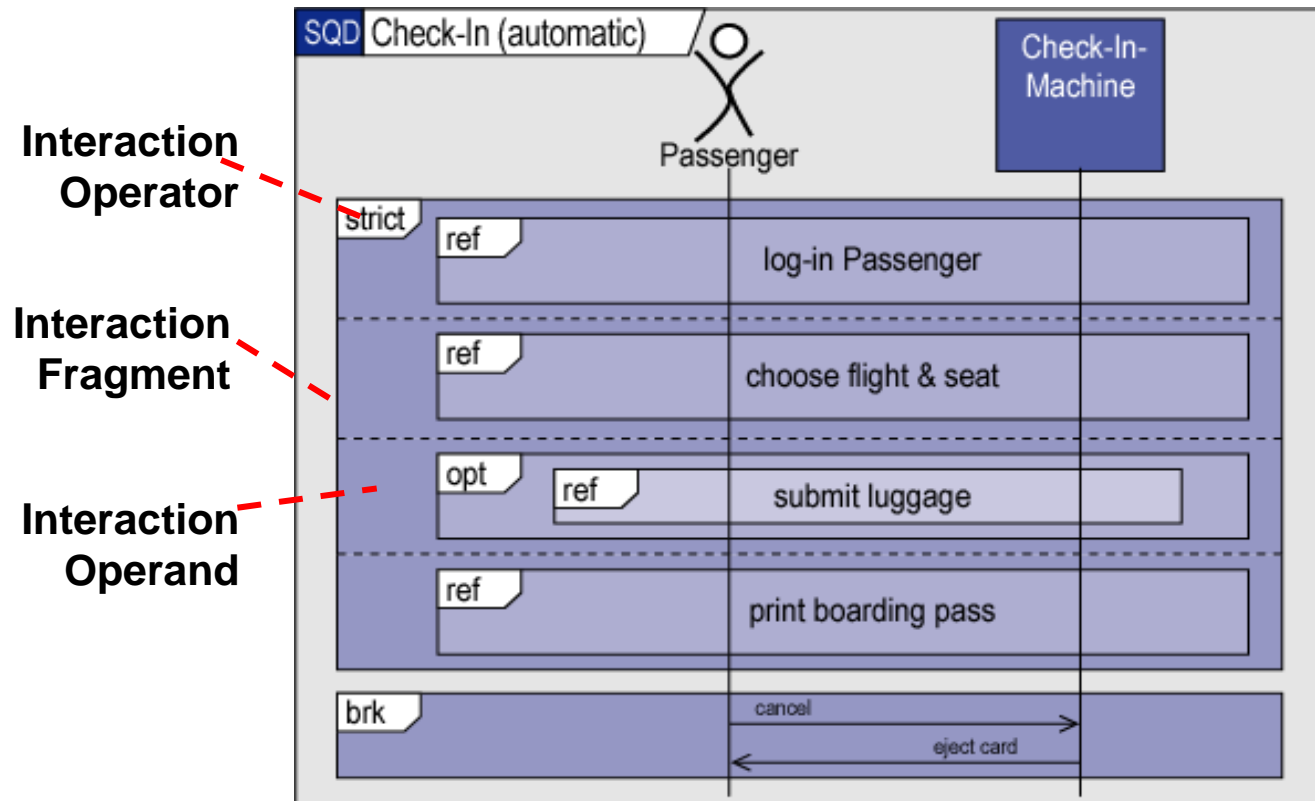 SQD Check-In (automatic)
Check-In-
Machine
Passenger
Interaction
Operator
strict
ref
log-in Passenger
Interaction
Fragment
ref
choose flight & seat
opt
ref
submit luggage
Interaction
Operand
ref
print boarding pass
brk
cancel
eject card